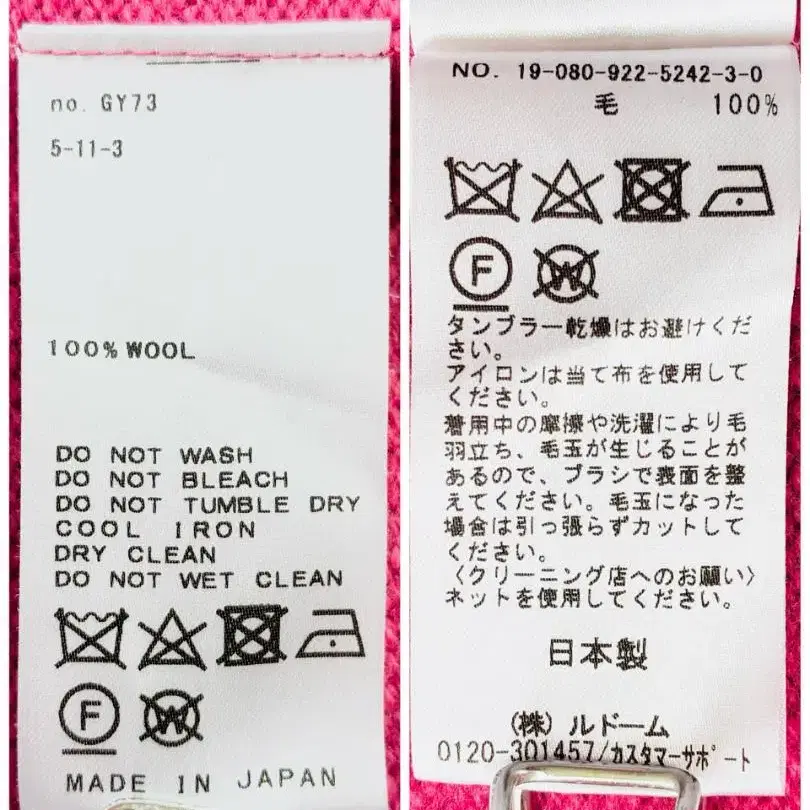 no. GY73
5-11-3
100% WOOL
DO NOT WASH
DO NOT BLEACH
DO NOT TUMBLE DRY
COOL IRON
DRY CLEAN
DO NOT WET CLEAN
F W
MADE IN JAPAN
NO. 19-080-922-5242-3-0
毛 100%
F W
タンブラー乾燥はお避けくだ
さい。
アイロンは当て布を使用して
ください。
着用中の摩擦や洗濯により毛
羽立ち、毛玉が生じることが
あるので、ブラシで表面を整
えてください。毛玉になった
場合は引っ張らずカットして
ください。
〈クリーニング店へのお願い〉
ネットを使用してください。
日本製
(株) ルドーム
0120-301457/カスタマーサポート